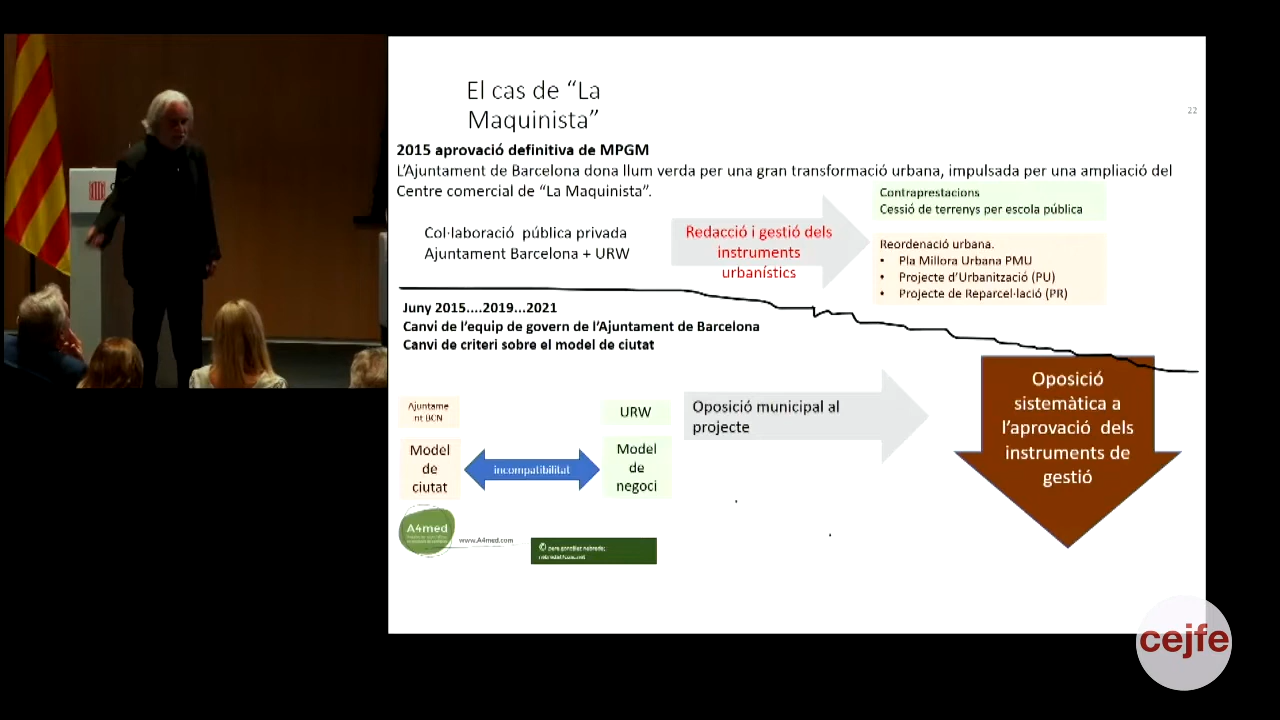 El cas de “La
Maquinista”
22
2015 aprovació definitiva de MPGM
L’Ajuntament de Barcelona dona llum verda per una gran transformació urbana, impulsada per una ampliació del
Centre comercial de “La Maquinista”.
Contraprestacions
Cessió de terrenys per escola pública
Col·laboració pública privada
Ajuntament Barcelona + URW
Redacció i gestió dels
instruments
urbanístics
Reordenació urbana.
• Pla Millora Urbana PMU
• Projecte d’Urbanització (PU)
• Projecte de Reparcel·lació (PR)
Juny 2015....2019...2021
Canvi de l’equip de govern de l’Ajuntament de Barcelona
Canvi de criteri sobre el model de ciutat
Ajuntame
nt BCN
Model
de
ciutat
incompatibilitat
URW
Model
de
negoci
Oposició municipal al
projecte
Oposició
sistemàtica a
l’aprovació dels
instruments de
gestió
A4med
www.A4med.com
©
cejfe